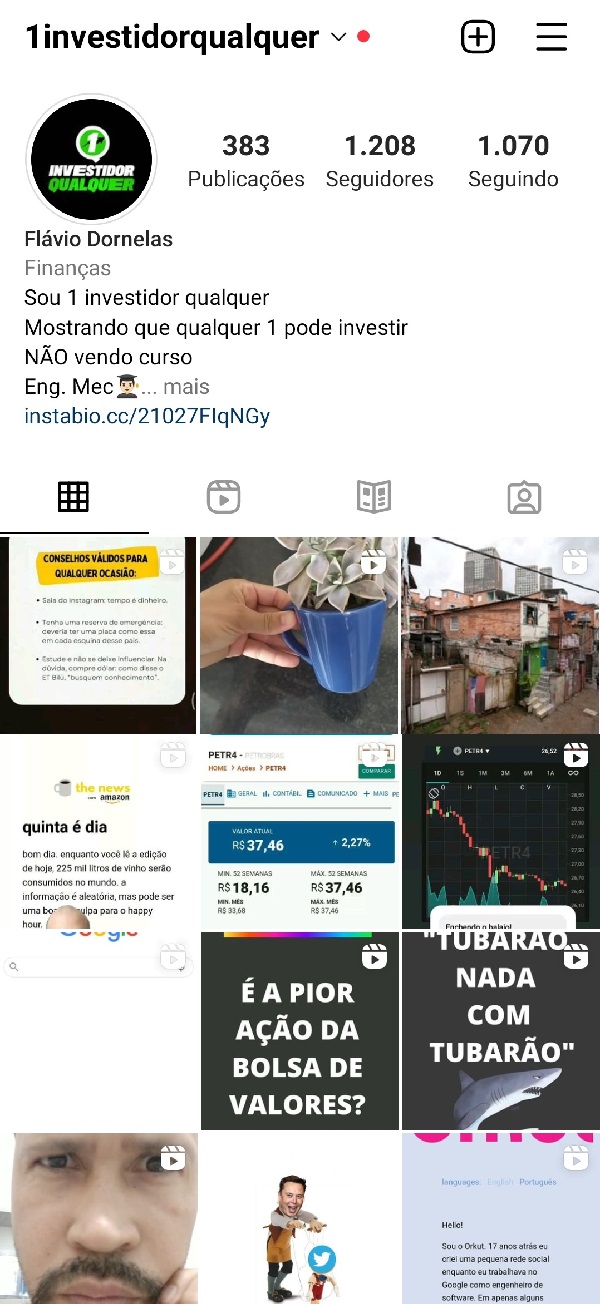 1investidorqualquer
1
INVESTIDOR
QUALQUER
383
1.208
1.070
Publicações
Seguidores
Seguindo
Flávio Dornelas
Finanças
Sou 1 investidor qualquer
Mostrando que qualquer 1 pode investir
NÃO vendo curso
Eng. Mec👨🏻‍🎓... mais
instabio.cc/21027FIqNGy
CONSELHOS VÁLIDOS PARA
QUALQUER OCASIÃO:
• Saia do Instagram: tempo é dinheiro.
• Tenha uma reserva de emergência:
deveria ter uma placa como essa
em cada esquina desse país.
• Estude e não se deixe influenciar. Na
dúvida, compre dólar: como disse o
ET Bilu, "busquem conhecimento".
the news
amazon
quinta é dia
bom dia. enquanto você lê a edição
de hoje, 225 mil litros de vinho serão
consumidos no mundo. a
informação é aleatória, mas pode ser
uma boa culpa para o happy
hour.
PETR4 - PETROBRAS
HOME > Ações > PETR4
COMPARAR
PETR4 GERAL CONTÁBIL COMUNICADO + MAIS
VALOR ATUAL
R$ 37,46 ↑ 2,27%
MIN. 52 SEMANAS MÁX. 52 SEMANAS
R$ 18,16 R$ 37,46
MIN. MÊS MÁX. MÊS
R$ 33,68 R$ 37,46
PETR4 26,52
1D 1S 1M 3M 6M 1A
O H L C V
PETR4
Enchendo o balaio!
Google
É A PIOR
AÇÃO DA
BOLSA DE
VALORES?
"TUBARÃO
NADA
COM
TUBARÃO"
languages: English Português
Hello!
Sou o Orkut. 17 anos atrás eu
criei uma pequena rede social
enquanto eu trabalhava no
Google como engenheiro de
software. Em apenas alguns